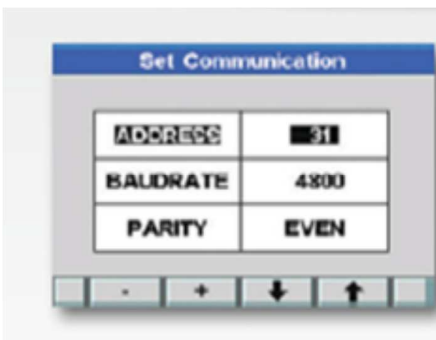 Set Communication
ADDRESS 31
BAUDRATE 4800
PARITY EVEN
- + ↓ ↑